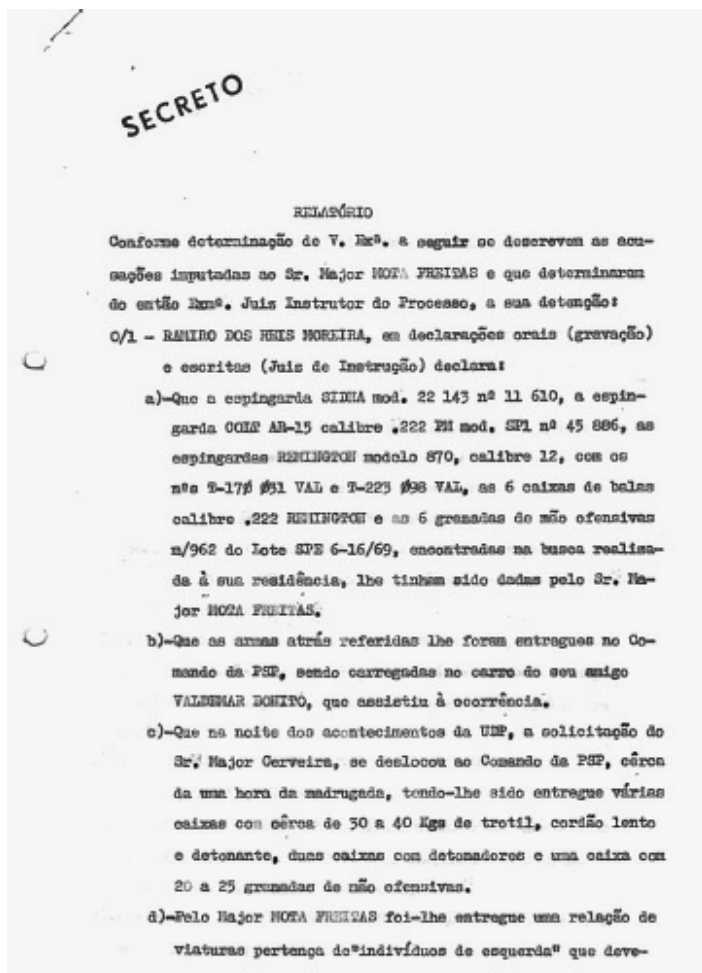 SECRETO
RELATÓRIO
Conforme determinação de V. Exª. a seguir se descrevem as acu-
sações imputadas ao Sr. Major MOTA FREITAS e que determinaram
do então Exmº. Juiz Instrutor do Processo, a sua detenção:
0/1 - RAMIRO DOS REIS MOREIRA, em declarações orais (gravação)
e escritas (Juiz de Instrução) declara:
a)-Que a espingarda SIDNA mod. 22 143 nº 11 610, a espin-
garda COLT AR-15 calibre .222 PM mod. SP1 nº 45 886, as
espingardas REMINGTON modelo 870, calibre 12, com os
nºs T-17Ø Ø31 VAL e T-223 Ø98 VAL, as 6 caixas de balas
calibre .222 REMINGTON e as 6 granadas de mão ofensivas
m/962 do Lote SPE 6-16/69, encontradas na busca realiza-
da à sua residência, lhe tinham sido dadas pelo Sr. Ma-
jor MOTA FREITAS.
b)-Que as armas atrás referidas lhe foram entregues no Co-
mando da PSP, sendo carregadas no carro do seu amigo
VALDEMAR BONITO, que assistiu à ocorrência.
c)-Que na noite dos acontecimentos da UDP, a solicitação do
Sr. Major Cerveira, se deslocou ao Comando da PSP, cêrca
da uma hora da madrugada, tendo-lhe sido entregue várias
caixas com cêrca de 30 a 40 Kgs de trotil, cordão lento
e detonante, duas caixas com detonadores e uma caixa com
20 a 25 granadas de mão ofensivas.
d)-Pelo Major MOTA FREITAS foi-lhe entregue uma relação de
viaturas pertença de"indivíduos de esquerda" que deve-